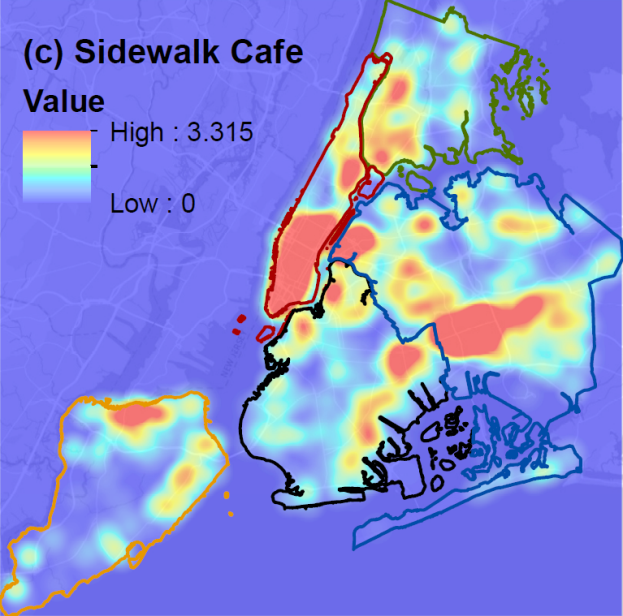 (c) Sidewalk Cafe
Value
High : 3.315
Low : 0